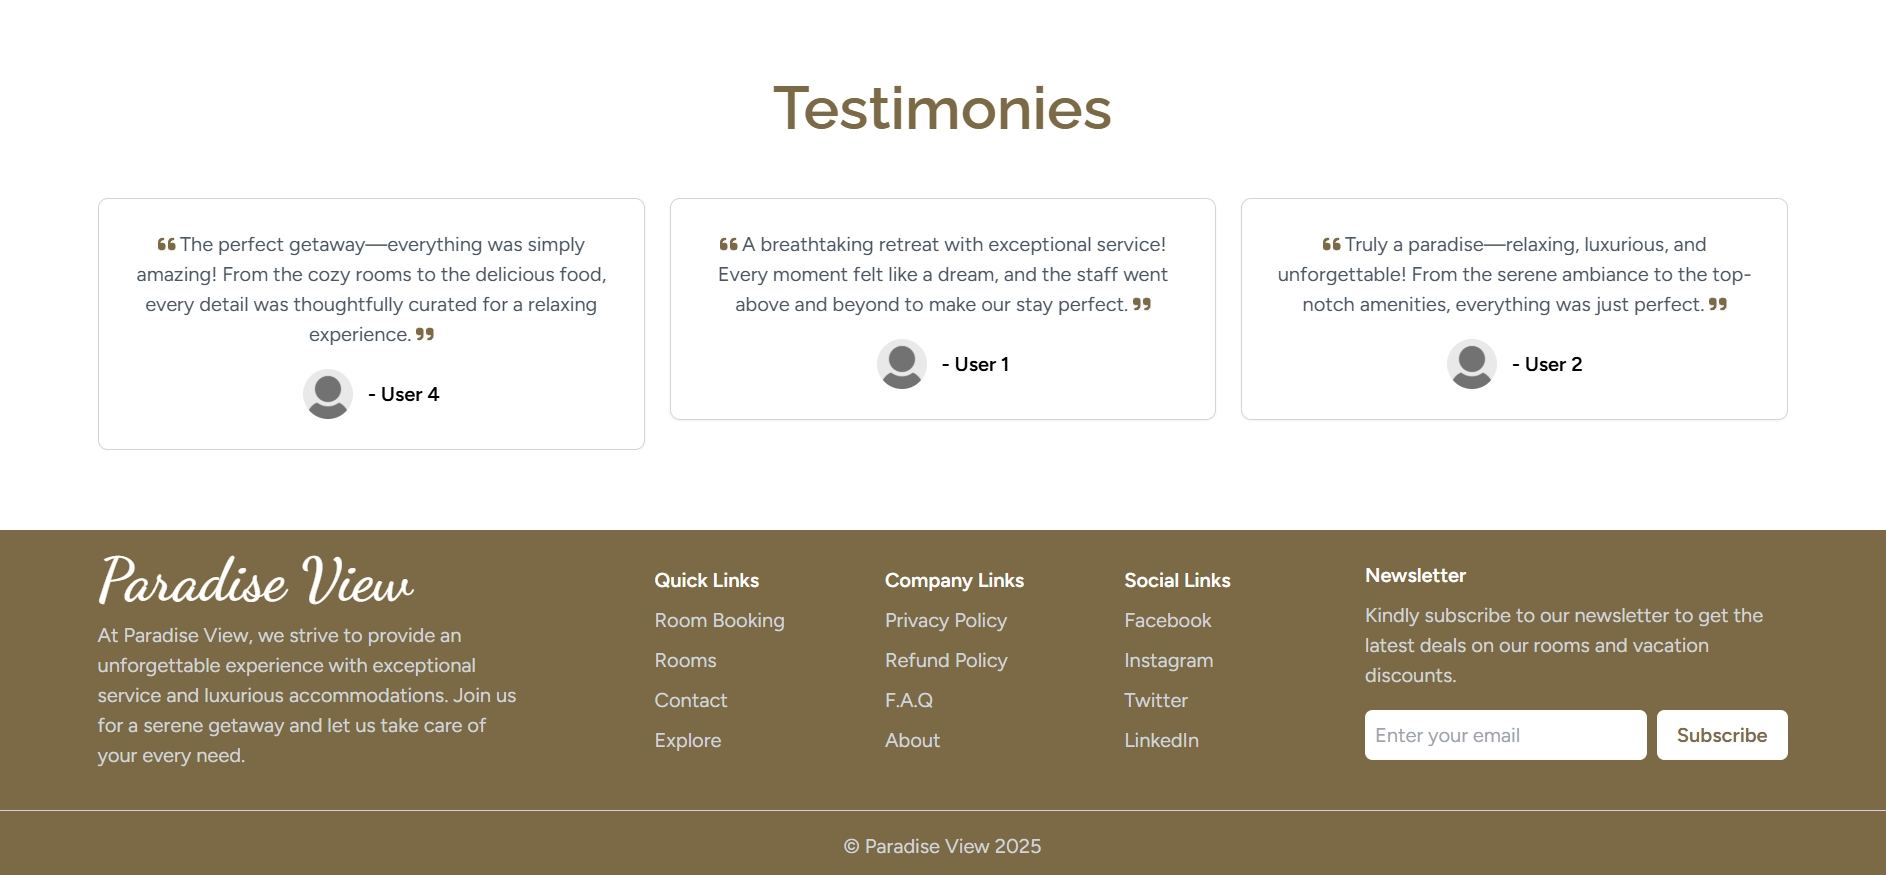 Testimonies
❝ The perfect getaway—everything was simply
amazing! From the cozy rooms to the delicious food,
every detail was thoughtfully curated for a relaxing
experience. ❞
- User 4
❝ A breathtaking retreat with exceptional service!
Every moment felt like a dream, and the staff went
above and beyond to make our stay perfect. ❞
- User 1
❝ Truly a paradise—relaxing, luxurious, and
unforgettable! From the serene ambiance to the top-
notch amenities, everything was just perfect. ❞
- User 2
Paradise View
At Paradise View, we strive to provide an
unforgettable experience with exceptional
service and luxurious accommodations. Join us
for a serene getaway and let us take care of
your every need.
Quick Links
Room Booking
Rooms
Contact
Explore
Company Links
Privacy Policy
Refund Policy
F.A.Q
About
Social Links
Facebook
Instagram
Twitter
LinkedIn
Newsletter
Kindly subscribe to our newsletter to get the
latest deals on our rooms and vacation
discounts.
Enter your email
Subscribe
© Paradise View 2025